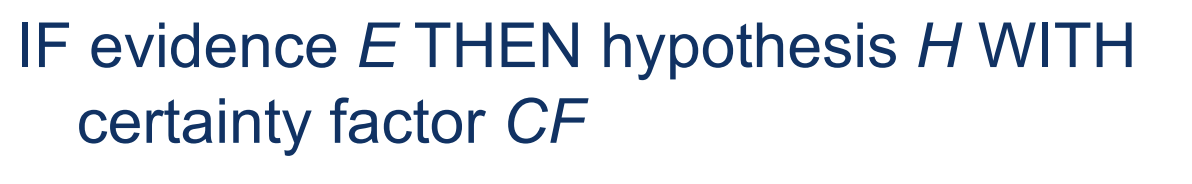 IF evidence E THEN hypothesis H WITH
certainty factor CF